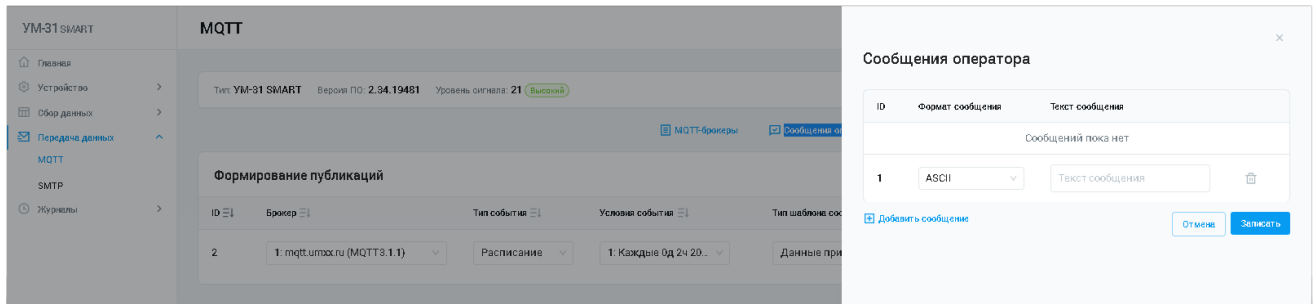 УМ-31 SMART
Главная
Устройство
Сбор данных
Передача данных
MQTT
SMTP
Журналы
MQTT
Тип: УМ-31 SMART Версия ПО: 2.34.19481 Уровень сигнала: 21 Высокий
MQTT-брокеры Сообщения оп
Формирование публикаций
ID Брокер Тип события Условия события Тип шаблона соо
2 1: mqtt.umxx.ru (MQTT3.1.1) Расписание 1: Каждые 0д 2ч 20... Данные при
Сообщения оператора
ID Формат сообщения Текст сообщения
Сообщений пока нет
1 ASCII Текст сообщения
Добавить сообщение
Отмена Записать